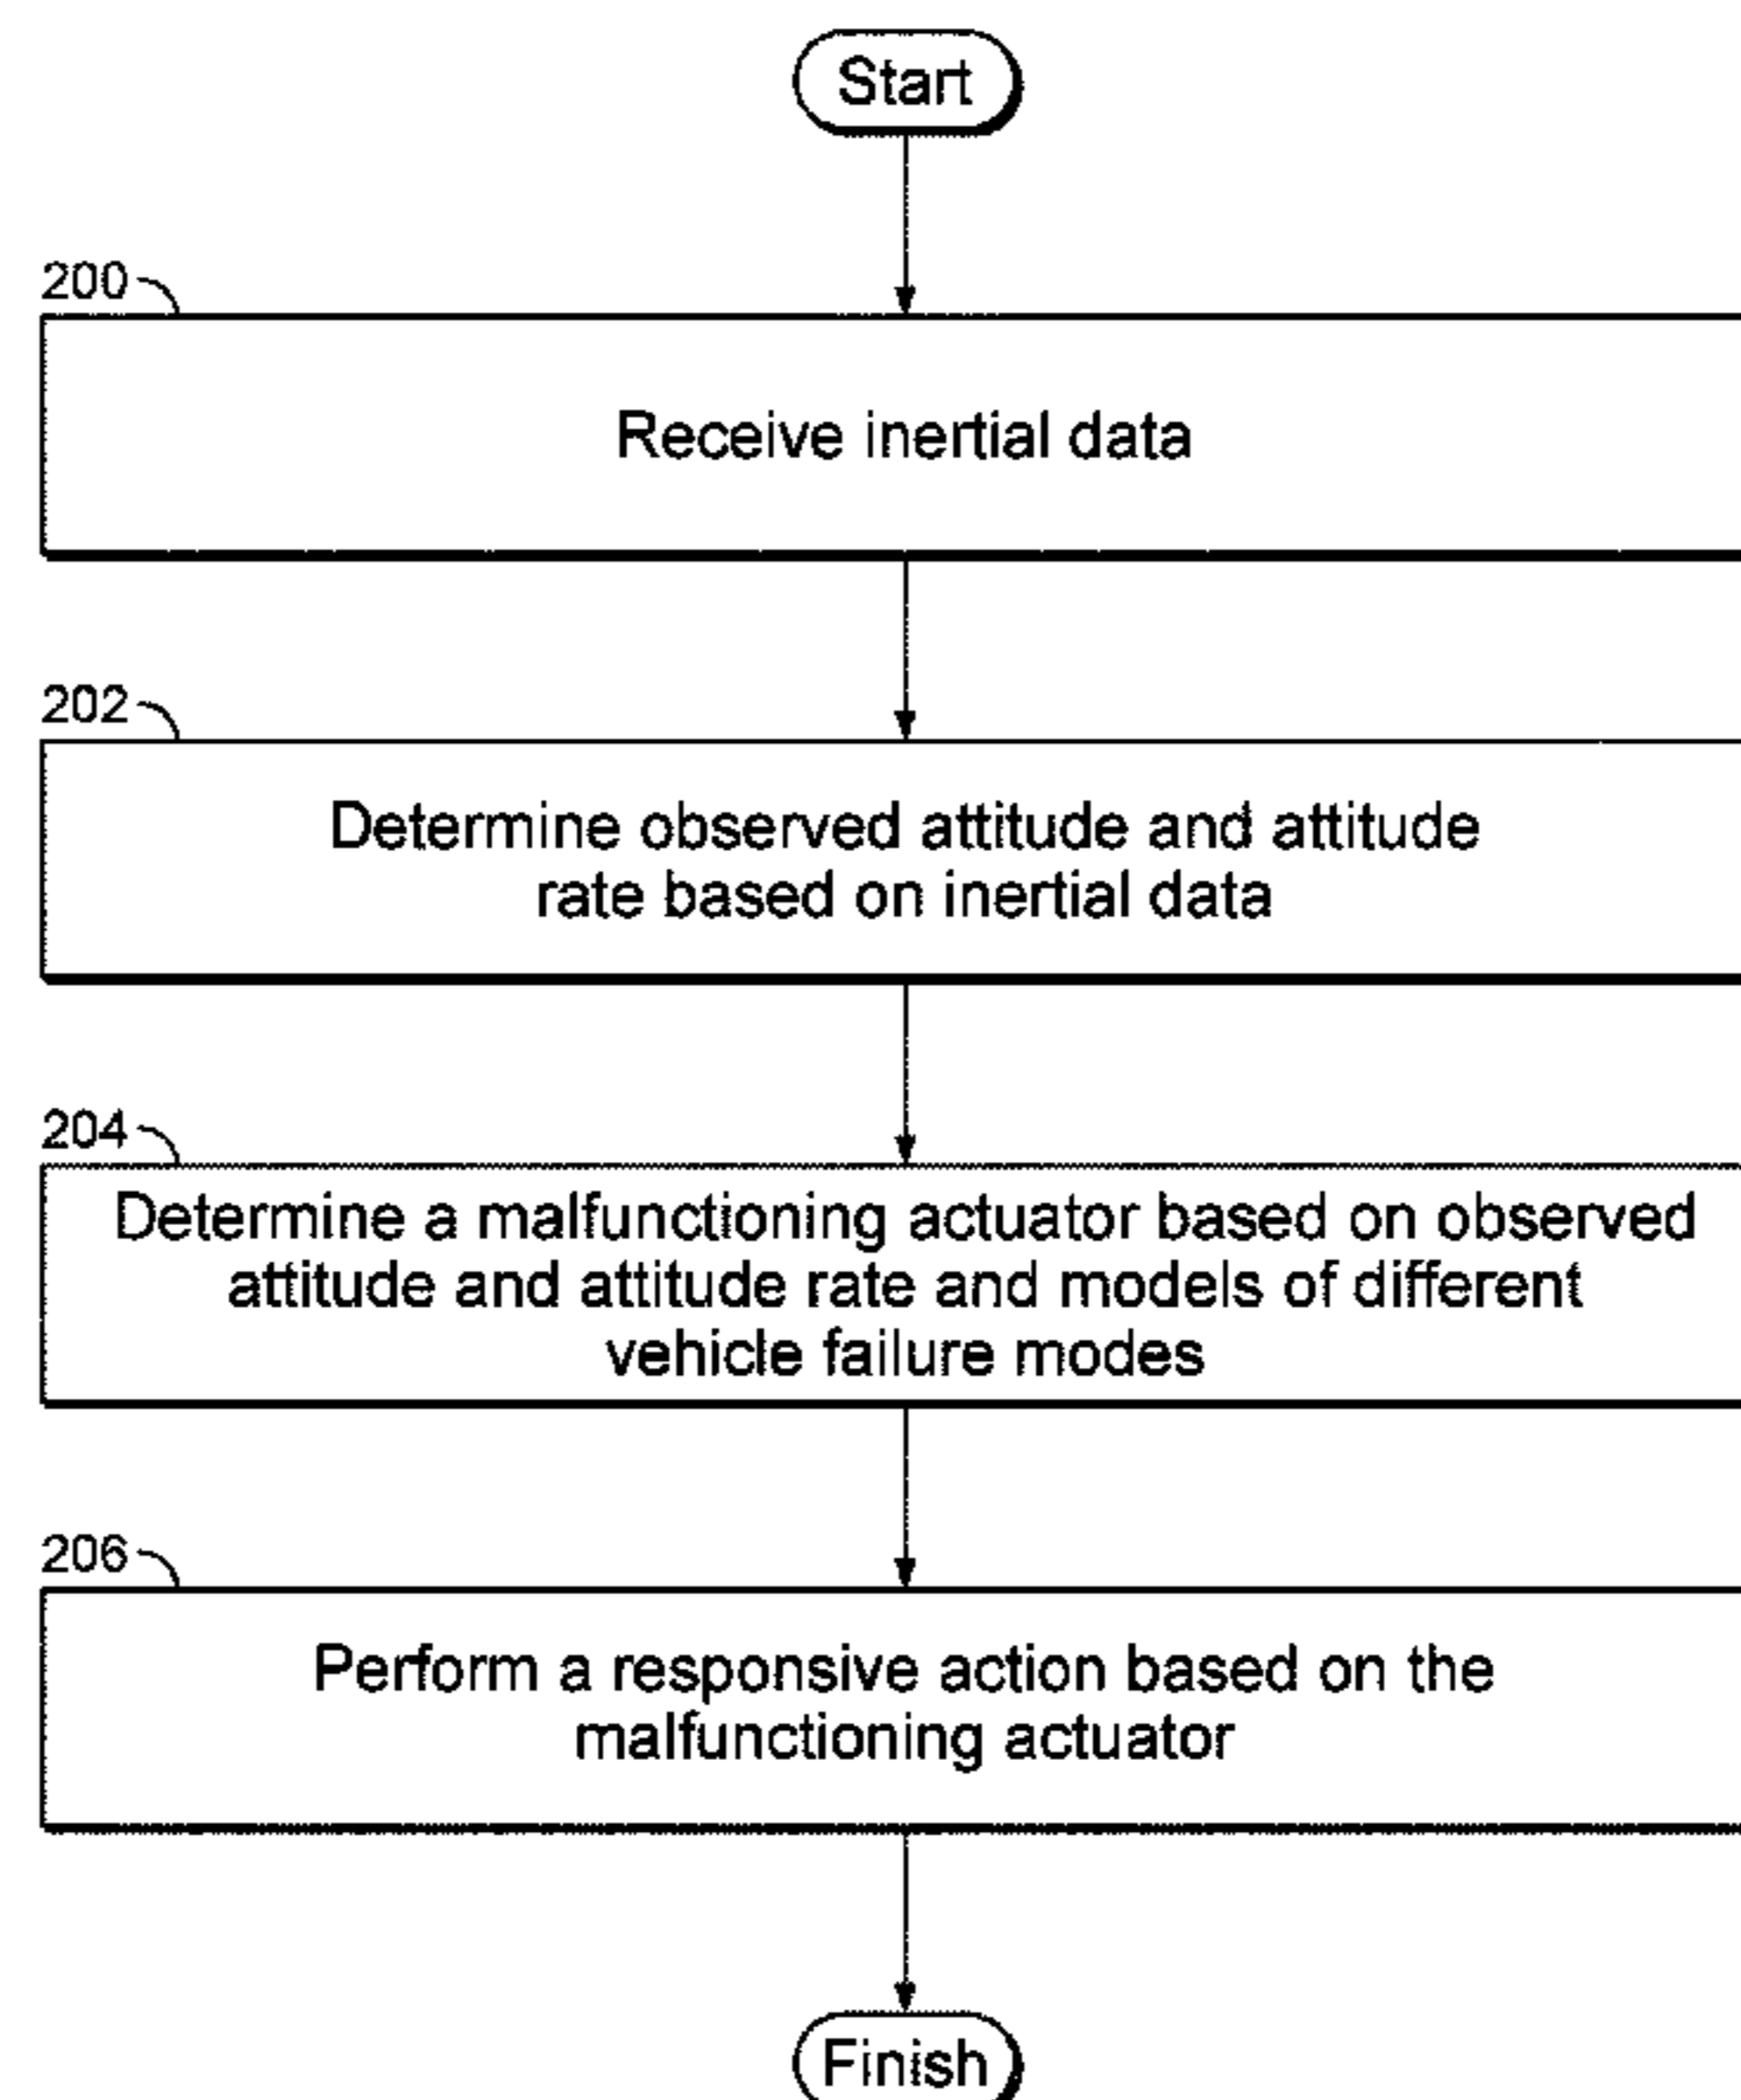 Start
200
Receive inertial data
202
Determine observed attitude and attitude
rate based on inertial data
204
Determine a malfunctioning actuator based on observed
attitude and attitude rate and models of different
vehicle failure modes
206
Perform a responsive action based on the
malfunctioning actuator
Finish